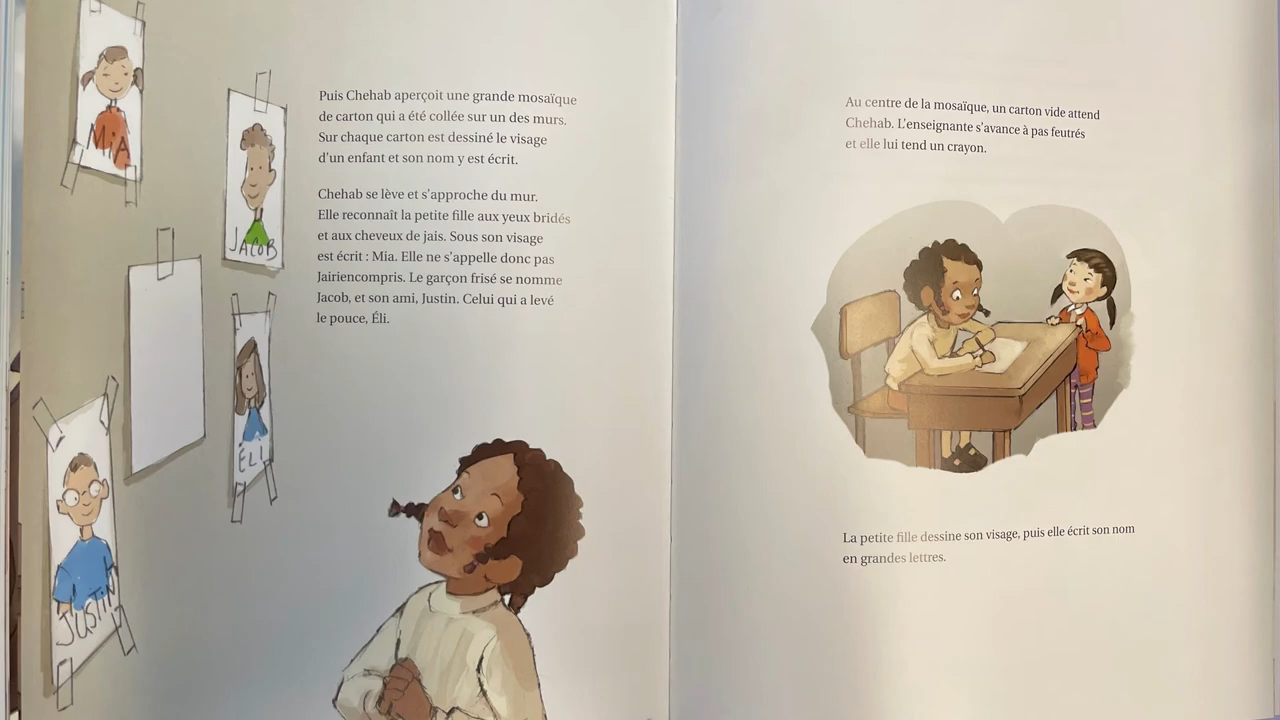 MiA
JACOB
ÉLI
JUSTiN
Puis Chehab aperçoit une grande mosaïque
de carton qui a été collée sur un des murs.
Sur chaque carton est dessiné le visage
d'un enfant et son nom y est écrit.
Chehab se lève et s'approche du mur.
Elle reconnaît la petite fille aux yeux bridés
et aux cheveux de jais. Sous son visage
est écrit : Mia. Elle ne s'appelle donc pas
Jairiencompris. Le garçon frisé se nomme
Jacob, et son ami, Justin. Celui qui a levé
le pouce, Éli.
Au centre de la mosaïque, un carton vide attend
Chehab. L'enseignante s'avance à pas feutrés
et elle lui tend un crayon.
La petite fille dessine son visage, puis elle écrit son nom
en grandes lettres.